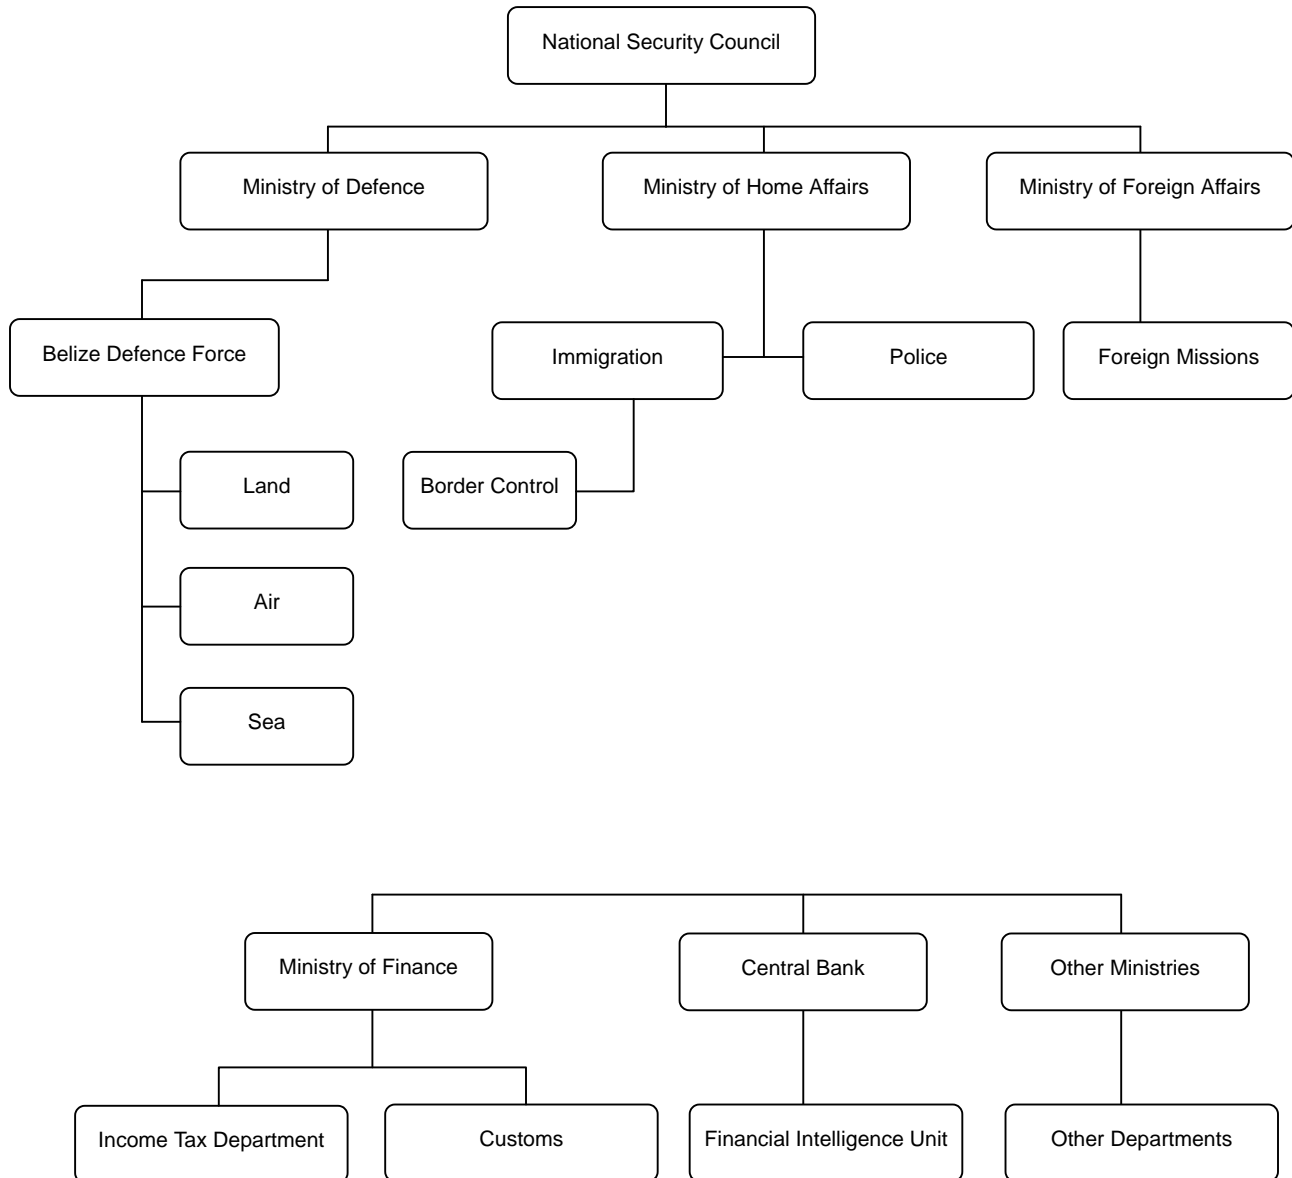 National Security Council
Ministry of Defence
Ministry of Home Affairs
Ministry of Foreign Affairs
Belize Defence Force
Immigration
Police
Foreign Missions
Land
Border Control
Air
Sea
Ministry of Finance
Central Bank
Other Ministries
Income Tax Department
Customs
Financial Intelligence Unit
Other Departments